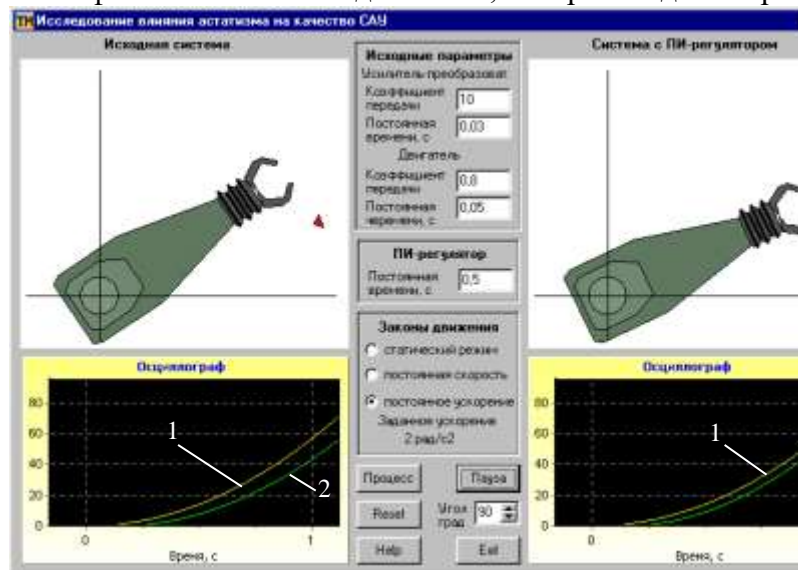 TM Исследование влияния астатизма на качество САУ
Исходная система
Исходные параметры
Усилитель преобразоват
Коэффициент
передачи
10
Постоянная
времени, с
0,03
Двигатель
Коэффициент
передачи
0,8
Постоянная
времени, с
0,05
ПИ-регулятор
Постоянная
времени, с
0,5
Законы движения
статический режим
постоянная скорость
постоянное ускорение
Заданное ускорение
2 рад/с2
Процесс
Пауза
Reset
Угол
град
90
Help
Exit
Система с ПИ-регулятором
Осциллограф
80
60
40
20
0
1
2
0
1
Время, с
Осциллограф
80
60
40
20
0
1
0
Время, с